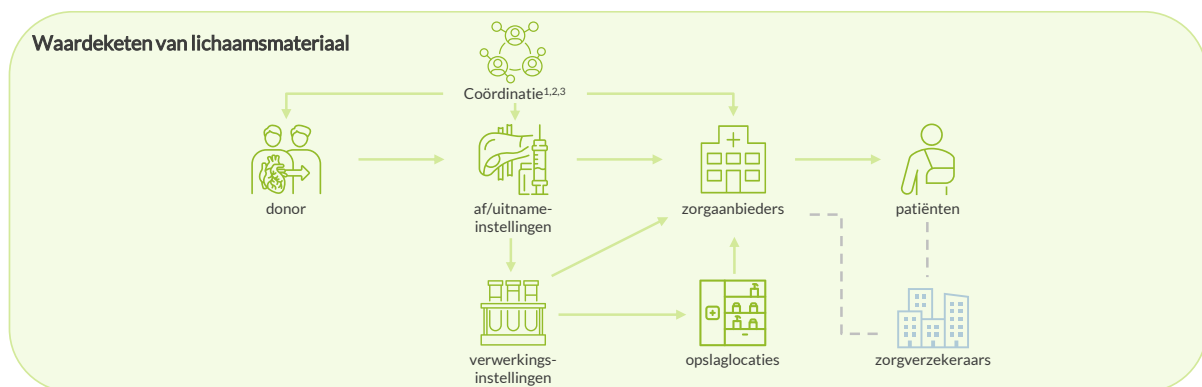 Waardeketen van lichaamsmateriaal
Coördinatie1,2,3
donor
af/uitname-
instellingen
zorgaanbieders
patiënten
verwerkings-
instellingen
opslaglocaties
zorgverzekeraars